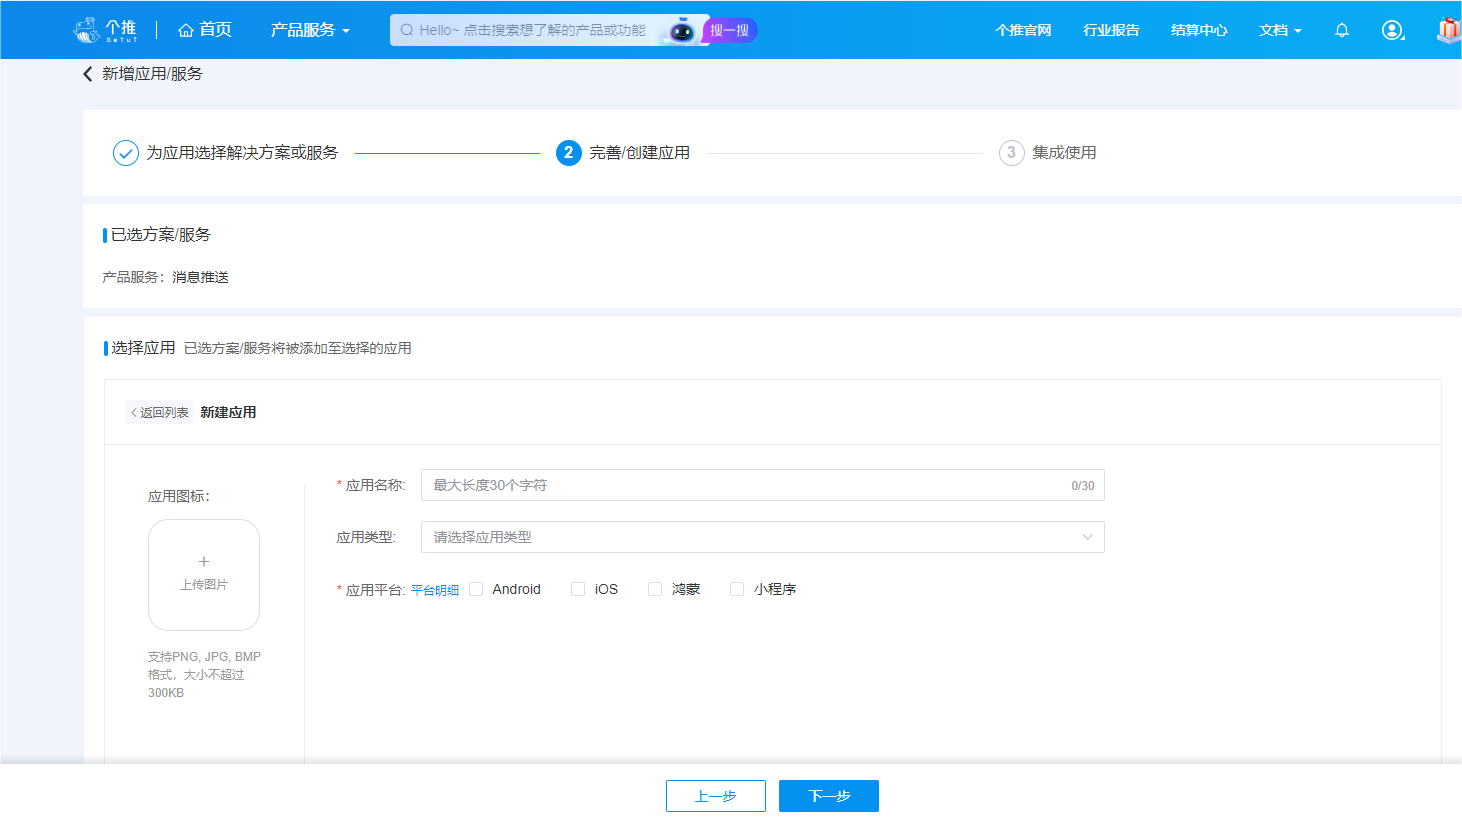 个推
GeTuT
首页
产品服务
Hello~ 点击搜索想了解的产品或功能
搜一搜
个推官网
行业报告
结算中心
文档
新增应用/服务
为应用选择解决方案或服务
2
完善/创建应用
3
集成使用
已选方案/服务
产品服务：消息推送
选择应用 已选方案/服务将被添加至选择的应用
返回列表 新建应用
应用图标：
+
上传图片
支持PNG, JPG, BMP
格式，大小不超过
300KB
* 应用名称: 最大长度30个字符 0/30
应用类型: 请选择应用类型
* 应用平台: 平台明细 Android iOS 鸿蒙 小程序
上一步
下一步